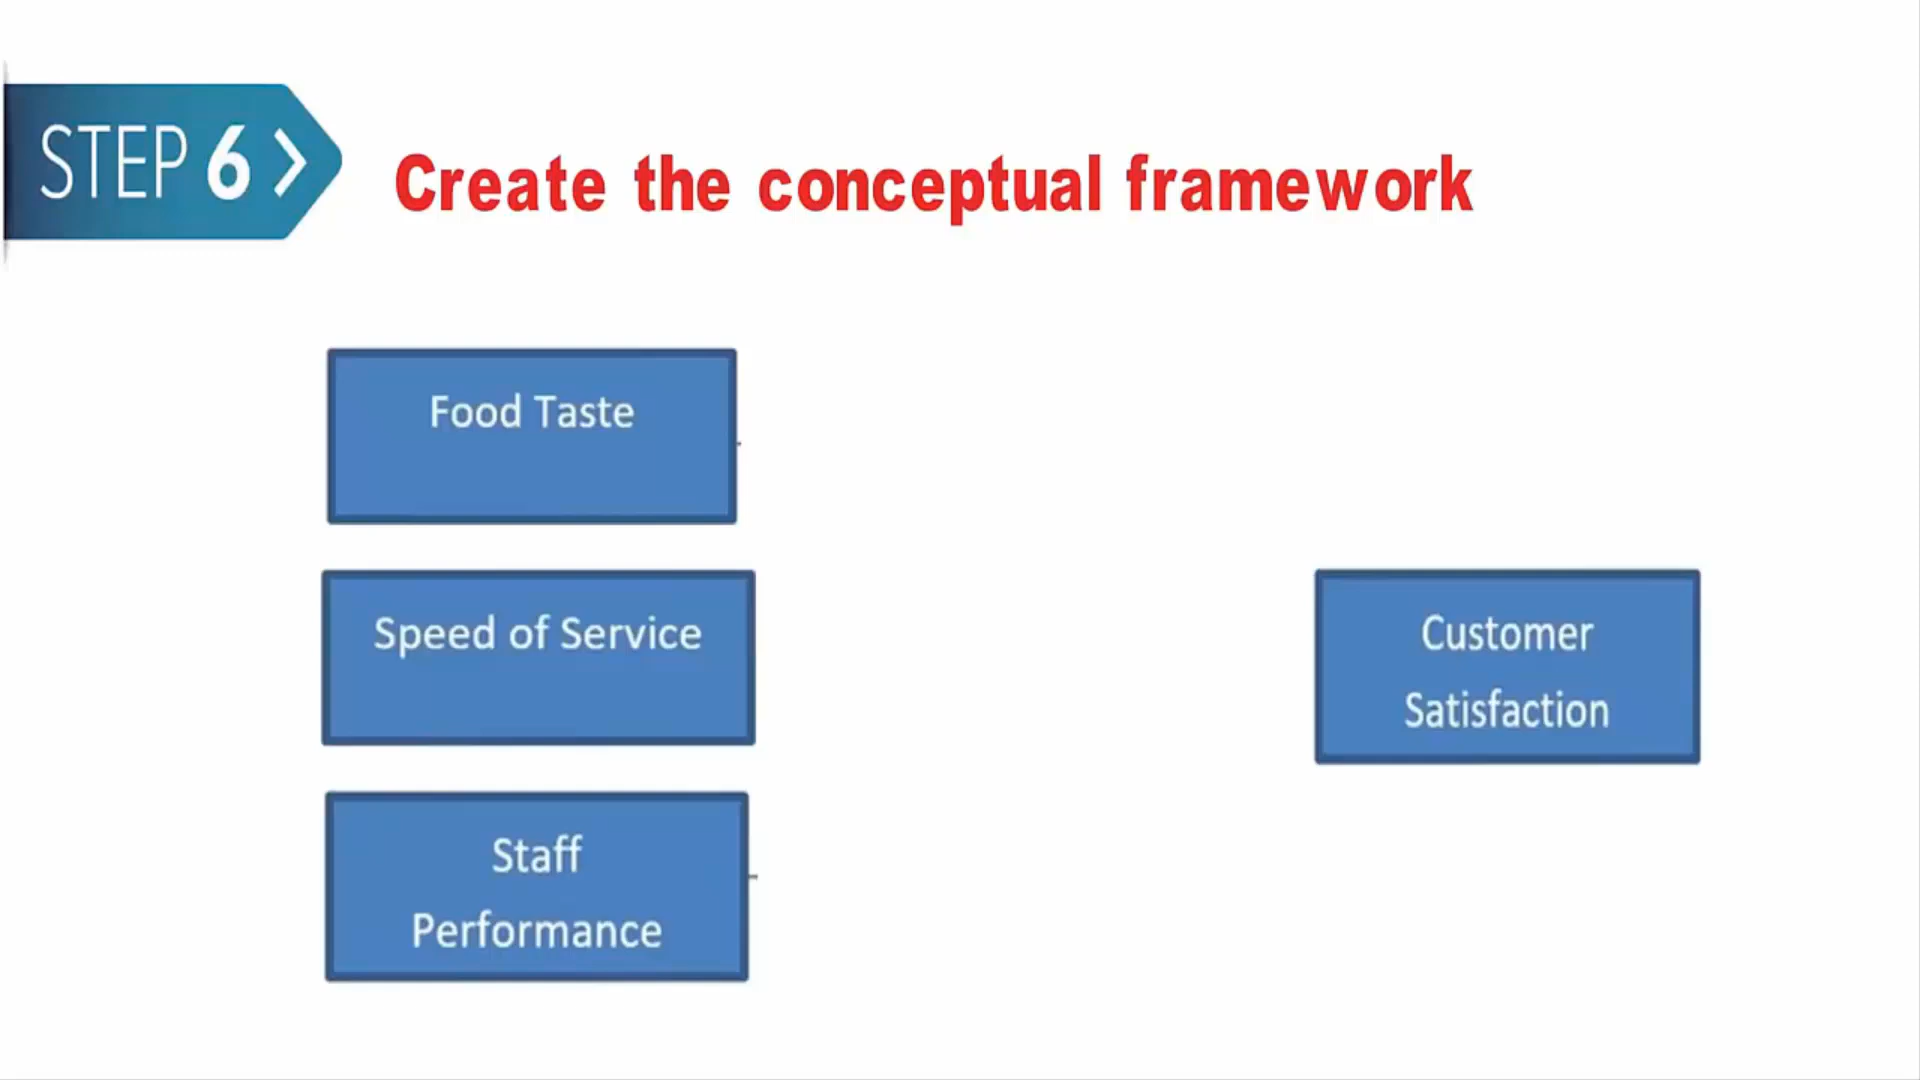 STEP 6 >
Create the conceptual framework
Food Taste
Speed of Service
Staff
Performance
Customer
Satisfaction